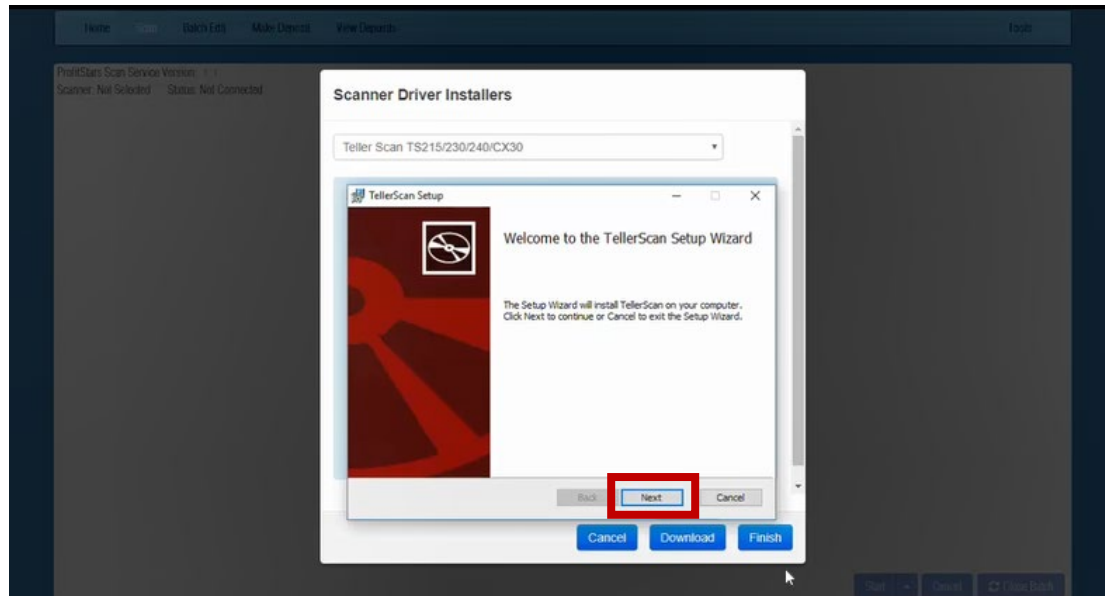 Home Scan Batch Edit Make Deposit View Deposits Tools
ProfitStars Scan Service Version:
Scanner: Not Selected Status: Not Connected
Scanner Driver Installers
Teller Scan TS215/230/240/CX30
TellerScan Setup
Welcome to the TellerScan Setup Wizard
The Setup Wizard will install TellerScan on your computer.
Click Next to continue or Cancel to exit the Setup Wizard.
Back Next Cancel
Cancel Download Finish
Start Cancel Close Batch